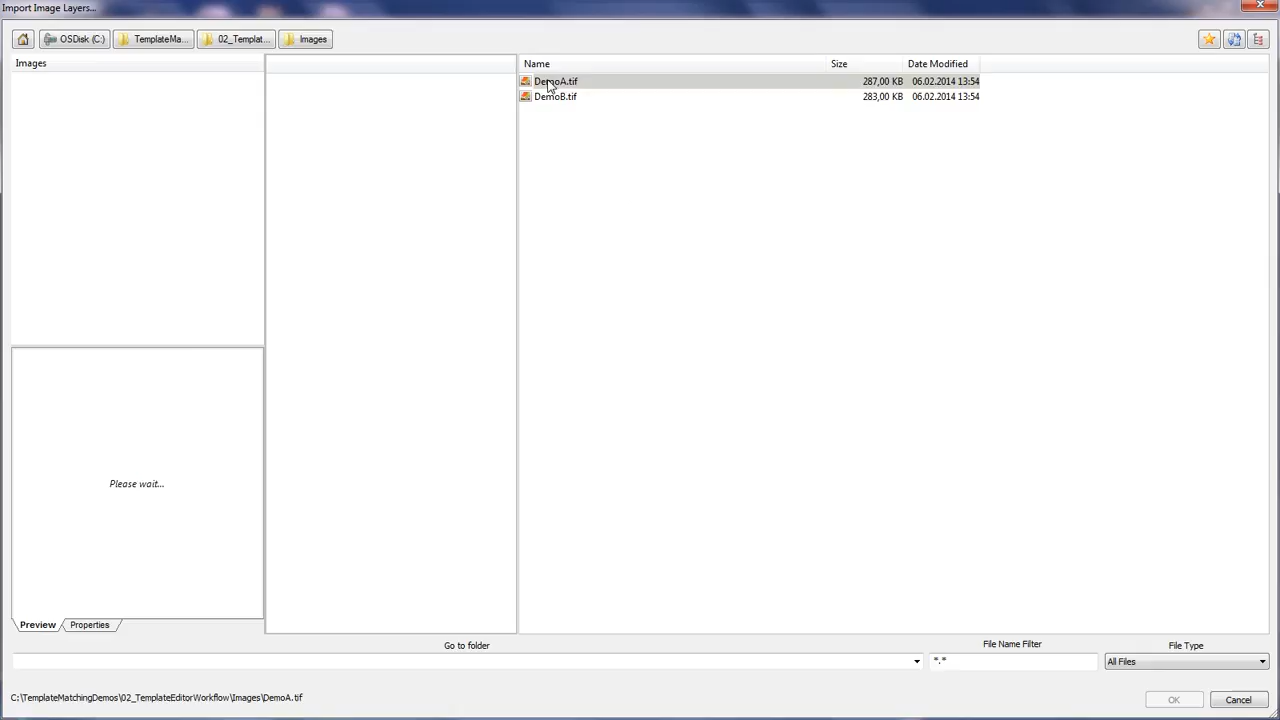 Import Image Layers...
OSDisk (C:) TemplateMa... 02_Templat... Images
Images Name Size Date Modified
DemoA.tif 287,00 KB 06.02.2014 13:54
DemoB.tif 283,00 KB 06.02.2014 13:54
Please wait...
Preview Properties
Go to folder File Name Filter File Type
*.* All Files
C:\TemplateMatchingDemos\02_TemplateEditorWorkflow\Images\DemoA.tif OK Cancel